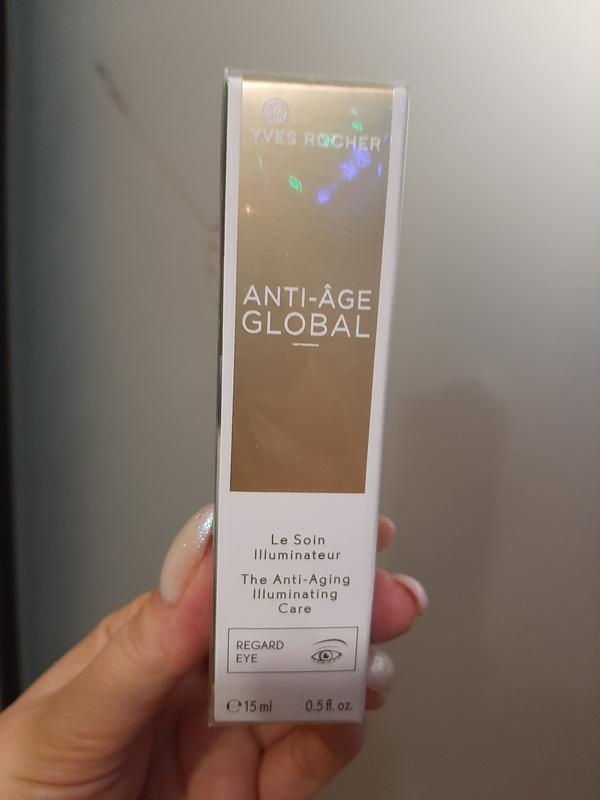 YVES ROCHER
ANTI-ÂGE
GLOBAL
Le Soin
Illuminateur
The Anti-Aging
Illuminating
Care
REGARD
EYE
℮ 15 ml 0.5 fl. oz.